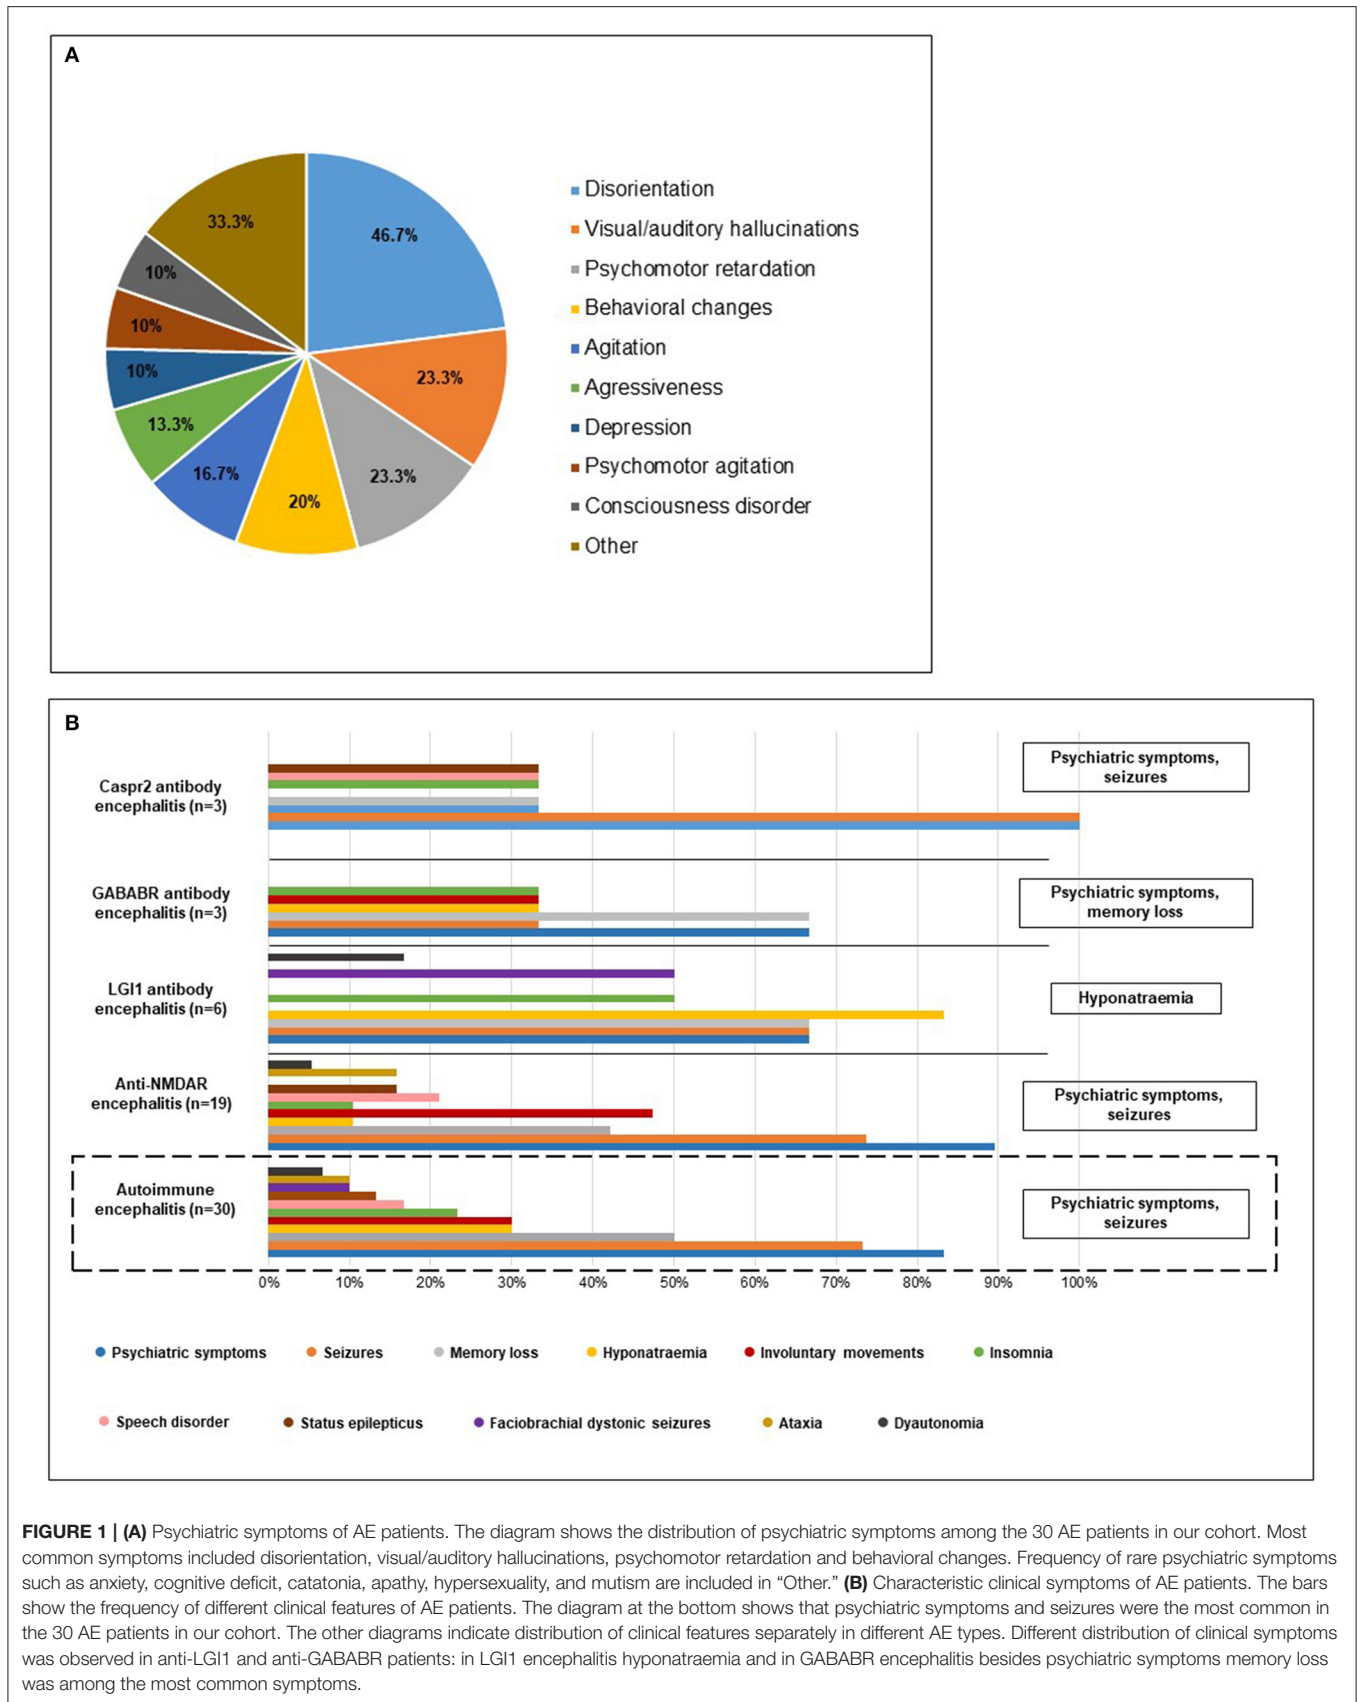 A
33.3%
46.7%
10%
10%
10%
13.3%
16.7%
20%
23.3%
23.3%
Disorientation
Visual/auditory hallucinations
Psychomotor retardation
Behavioral changes
Agitation
Agressiveness
Depression
Psychomotor agitation
Consciousness disorder
Other
B
Caspr2 antibody
encephalitis (n=3)
Psychiatric symptoms,
seizures
GABABR antibody
encephalitis (n=3)
Psychiatric symptoms,
memory loss
LGI1 antibody
encephalitis (n=6)
Hyponatraemia
Anti-NMDAR
encephalitis (n=19)
Psychiatric symptoms,
seizures
Autoimmune
encephalitis (n=30)
Psychiatric symptoms,
seizures
0% 10% 20% 30% 40% 50% 60% 70% 80% 90% 100%
Psychiatric symptoms Seizures Memory loss Hyponatraemia Involuntary movements Insomnia
Speech disorder Status epilepticus Faciobrachial dystonic seizures Ataxia Dyautonomia
FIGURE 1 | (A) Psychiatric symptoms of AE patients. The diagram shows the distribution of psychiatric symptoms among the 30 AE patients in our cohort. Most
common symptoms included disorientation, visual/auditory hallucinations, psychomotor retardation and behavioral changes. Frequency of rare psychiatric symptoms
such as anxiety, cognitive deficit, catatonia, apathy, hypersexuality, and mutism are included in “Other.” (B) Characteristic clinical symptoms of AE patients. The bars
show the frequency of different clinical features of AE patients. The diagram at the bottom shows that psychiatric symptoms and seizures were the most common in
the 30 AE patients in our cohort. The other diagrams indicate distribution of clinical features separately in different AE types. Different distribution of clinical symptoms
was observed in anti-LGI1 and anti-GABABR patients: in LGI1 encephalitis hyponatraemia and in GABABR encephalitis besides psychiatric symptoms memory loss
was among the most common symptoms.